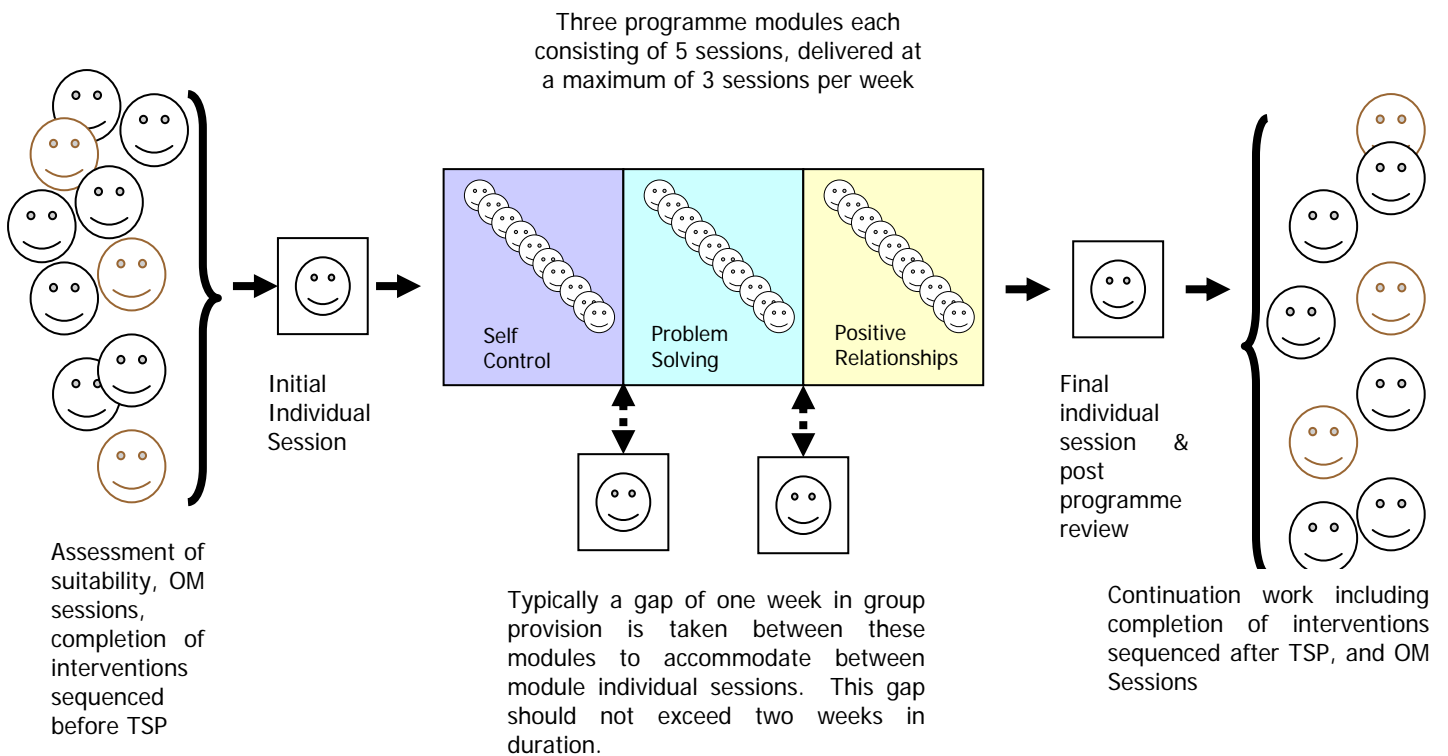 Three programme modules each
consisting of 5 sessions, delivered at
a maximum of 3 sessions per week
Self
Control
Problem
Solving
Positive
Relationships
Initial
Individual
Session
Final
individual
session &
post
programme
review
Assessment of
suitability, OM
sessions,
completion of
interventions
sequenced
before TSP
Typically a gap of one week in group
provision is taken between these
modules to accommodate between
module individual sessions. This gap
should not exceed two weeks in
duration.
Continuation work including
completion of interventions
sequenced after TSP, and OM
Sessions